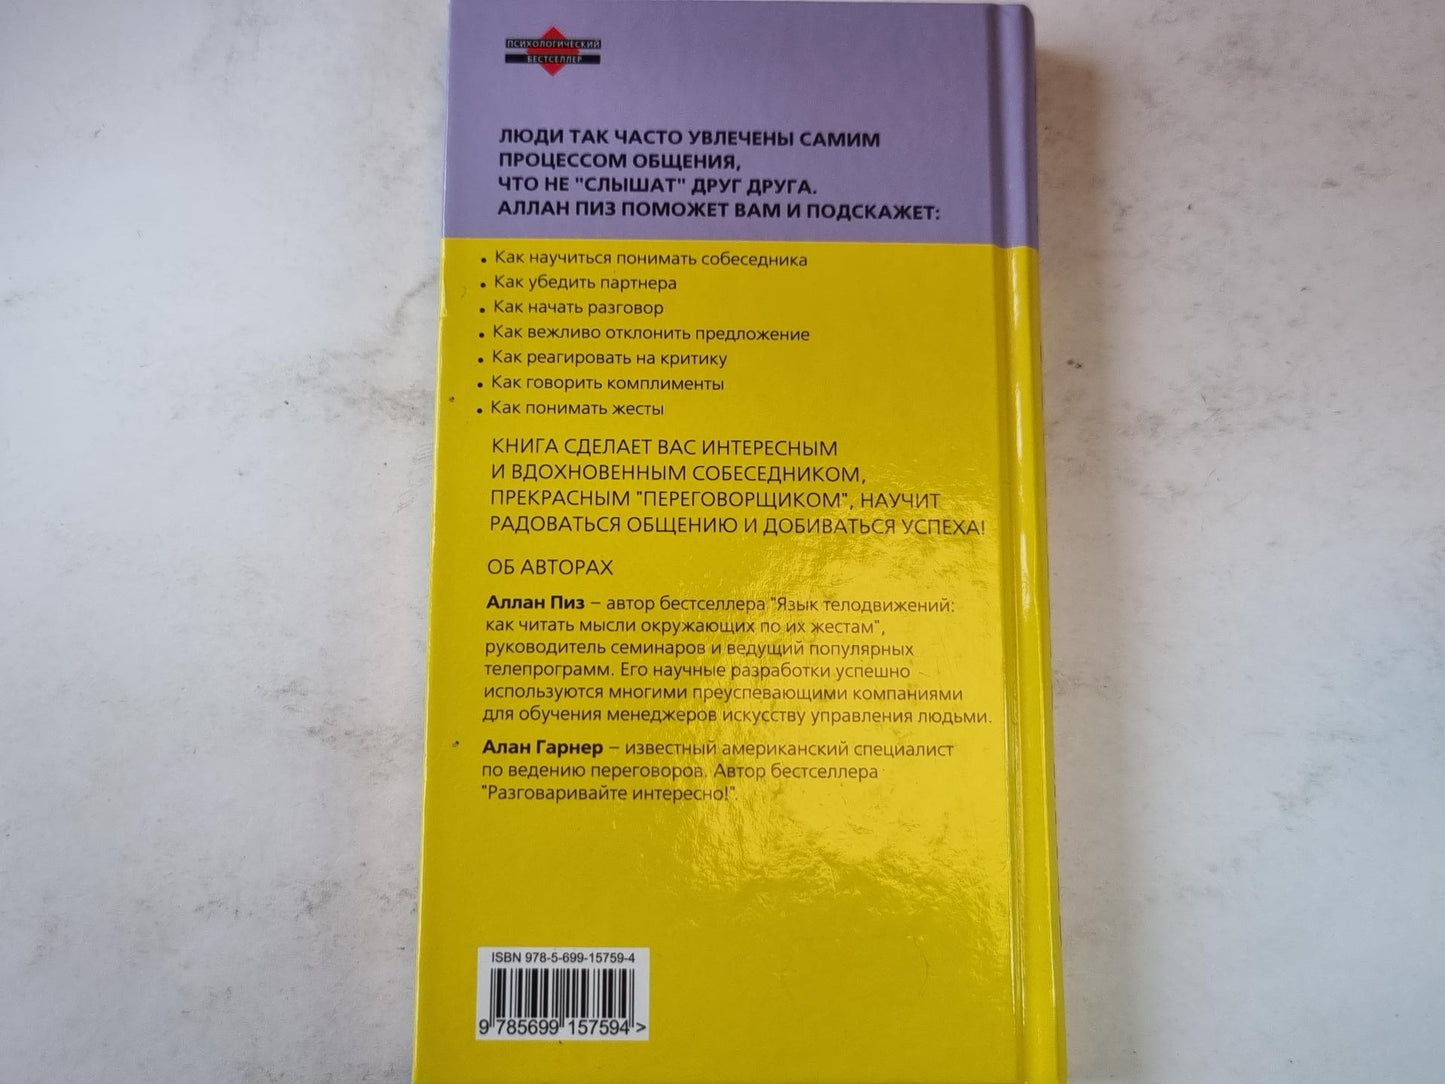 ПСИХОЛОГИЧЕСКИЙ
БЕСТСЕЛЛЕР
ЛЮДИ ТАК ЧАСТО УВЛЕЧЕНЫ САМИМ
ПРОЦЕССОМ ОБЩЕНИЯ,
ЧТО НЕ "СЛЫШАТ" ДРУГ ДРУГА.
АЛЛАН ПИЗ ПОМОЖЕТ ВАМ И ПОДСКАЖЕТ:
• Как научиться понимать собеседника
• Как убедить партнера
• Как начать разговор
• Как вежливо отклонить предложение
• Как реагировать на критику
• Как говорить комплименты
• Как понимать жесты
КНИГА СДЕЛАЕТ ВАС ИНТЕРЕСНЫМ
И ВДОХНОВЕННЫМ СОБЕСЕДНИКОМ,
ПРЕКРАСНЫМ "ПЕРЕГОВОРЩИКОМ", НАУЧИТ
РАДОВАТЬСЯ ОБЩЕНИЮ И ДОБИВАТЬСЯ УСПЕХА!
ОБ АВТОРАХ
Аллан Пиз – автор бестселлера "Язык телодвижений:
как читать мысли окружающих по их жестам",
руководитель семинаров и ведущий популярных
телепрограмм. Его научные разработки успешно
используются многими преуспевающими компаниями
для обучения менеджеров искусству управления людьми.
Алан Гарнер – известный американский специалист
по ведению переговоров. Автор бестселлера
"Разговаривайте интересно!".
ISBN 978-5-699-15759-4
9 785699 157594 >